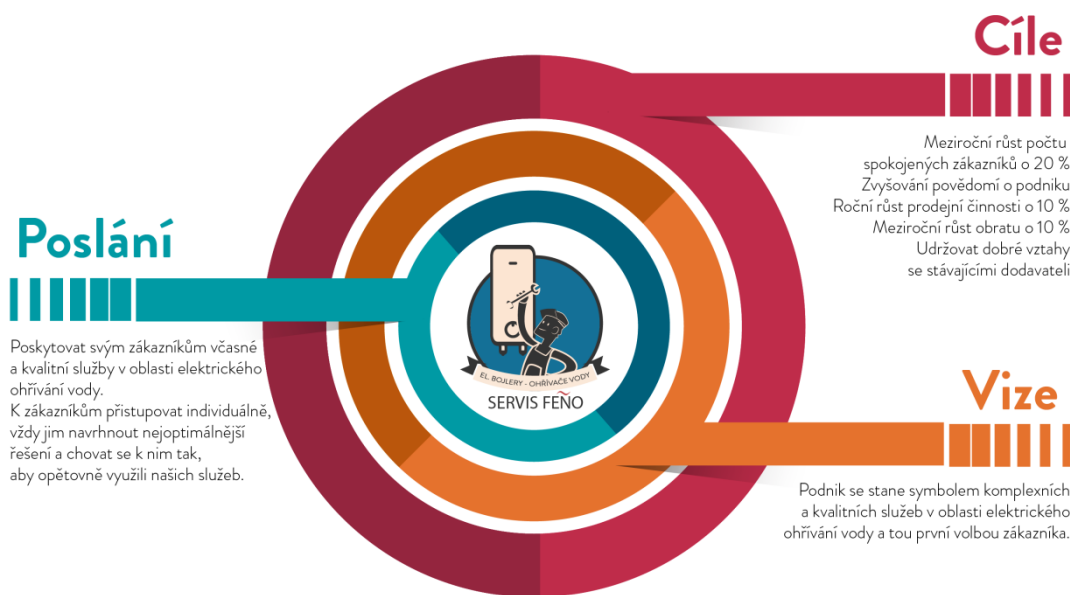 Cíle
Meziroční růst počtu
spokojených zákazníků o 20 %
Zvyšování povědomí o podniku
Roční růst prodejní činnosti o 10 %
Meziroční růst obratu o 10 %
Udržovat dobré vztahy
se stávajícími dodavateli
Poslání
Poskytovat svým zákazníkům včasné
a kvalitní služby v oblasti elektrického
ohřívání vody.
K zákazníkům přistupovat individuálně,
vždy jim navrhnout nejoptimálnější
řešení a chovat se k nim tak,
aby opětovně využili našich služeb.
EL. BOJLERY - OHŘÍVAČE VODY
SERVIS FEŇO
Vize
Podnik se stane symbolem komplexních
a kvalitních služeb v oblasti elektrického
ohřívání vody a tou první volbou zákazníka.